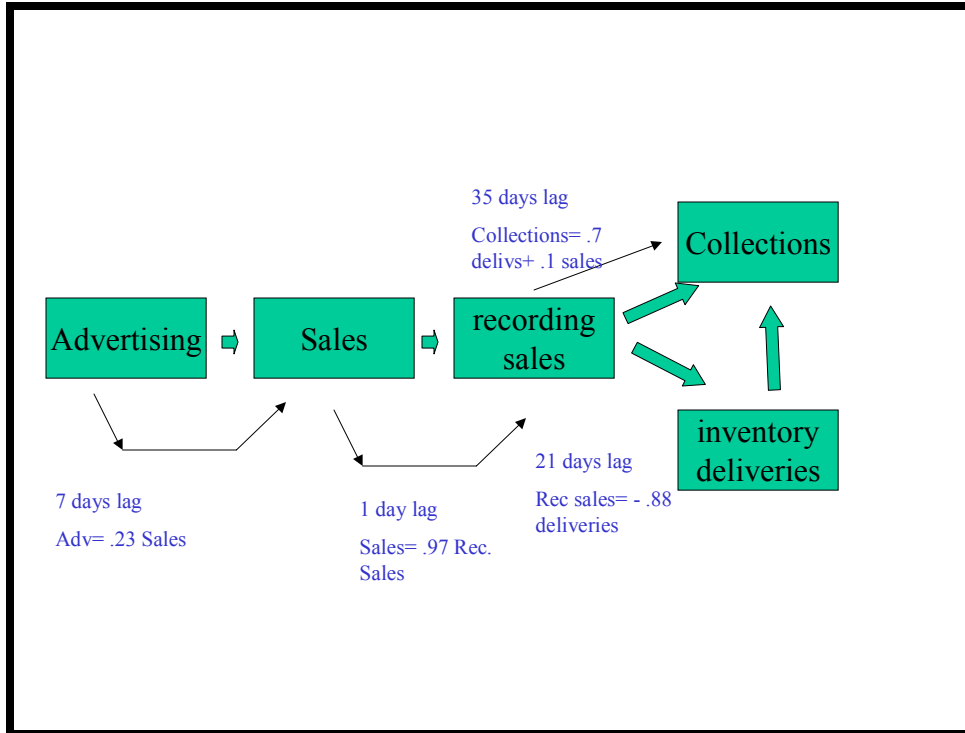 35 days lag
Collections= .7
delivs+ .1 sales
Collections
Advertising
Sales
recording
sales
inventory
deliveries
7 days lag
Adv= .23 Sales
1 day lag
Sales= .97 Rec.
Sales
21 days lag
Rec sales= - .88
deliveries